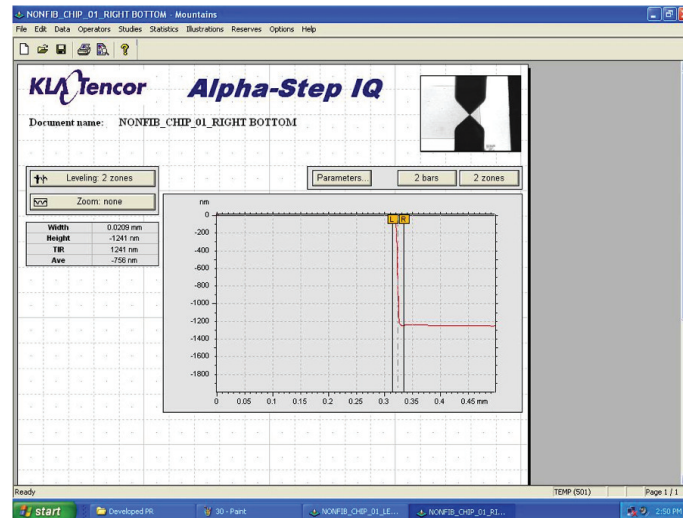 NONFIB_CHIP_01_RIGHT BOTTOM - Mountains
File Edit Data Operators Studies Statistics Illustrations Reserves Options Help
KLA Tencor
Alpha-Step IQ
Document name: NONFIB_CHIP_01_RIGHT BOTTOM
Leveling: 2 zones
Parameters...
2 bars
2 zones
Zoom: none
Width 0.0209 mm
Height -1241 nm
TIR 1241 nm
Ave -756 nm
nm
L R
0
-200
-400
-600
-800
-1000
-1200
-1400
-1600
-1800
0 0.05 0.1 0.15 0.2 0.25 0.3 0.35 0.4 0.45 mm
Ready
TEMP (S01)
Page 1 / 1
start
Developed PR
30 - Paint
NONFIB_CHIP_01_LE...
NONFIB_CHIP_01_RI...
2:50 PM